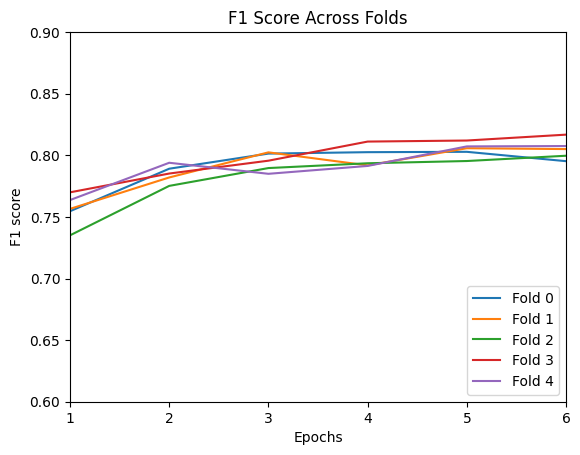 F1 Score Across Folds
0.90
0.85
0.80
0.75
0.70
0.65
0.60
F1 score
1 2 3 4 5 6
Epochs
Fold 0
Fold 1
Fold 2
Fold 3
Fold 4